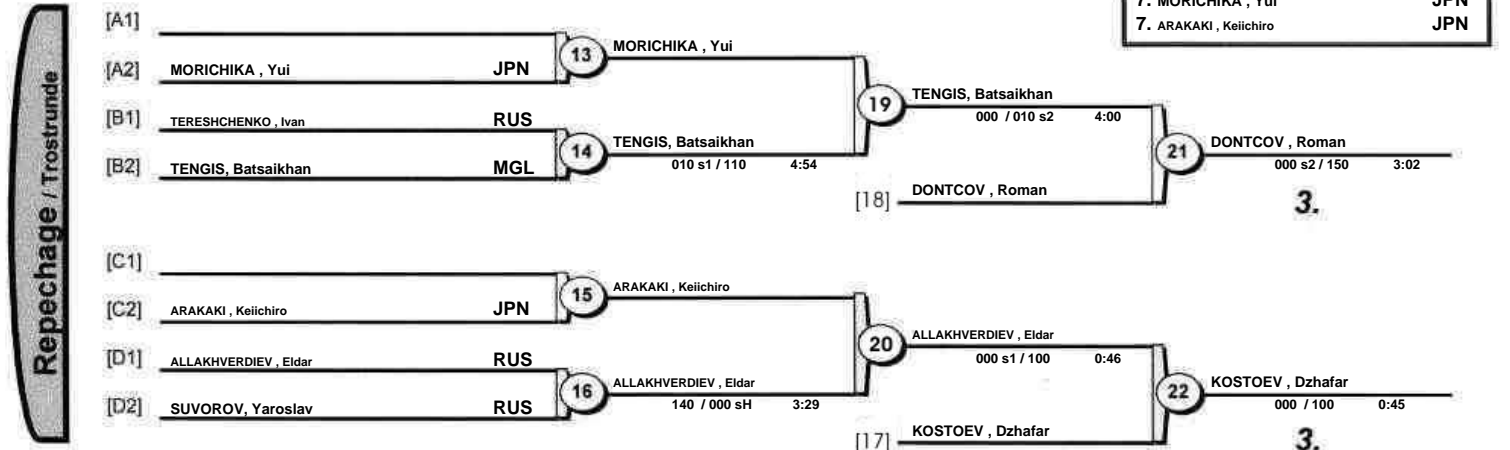 7. MORICHIKA , Yui JPN
7. ARAKAKI , Keiichiro JPN
Repechage / Trostrunde
[A1]
[A2] MORICHIKA , Yui JPN
13 MORICHIKA , Yui
[B1] TERESHCHENKO , Ivan RUS
[B2] TENGIS, Batsaikhan MGL
14 TENGIS, Batsaikhan
010 s1 / 110 4:54
19 TENGIS, Batsaikhan
000 / 010 s2 4:00
[18] DONTCOV , Roman
21 DONTCOV , Roman
000 s2 / 150 3:02
3.
[C1]
[C2] ARAKAKI , Keiichiro JPN
15 ARAKAKI , Keiichiro
[D1] ALLAKHVERDIEV , Eldar RUS
[D2] SUVOROV, Yaroslav RUS
16 ALLAKHVERDIEV , Eldar
140 / 000 sH 3:29
20 ALLAKHVERDIEV , Eldar
000 s1 / 100 0:46
[17] KOSTOEV , Dzhafar
22 KOSTOEV , Dzhafar
000 / 100 0:45
3.